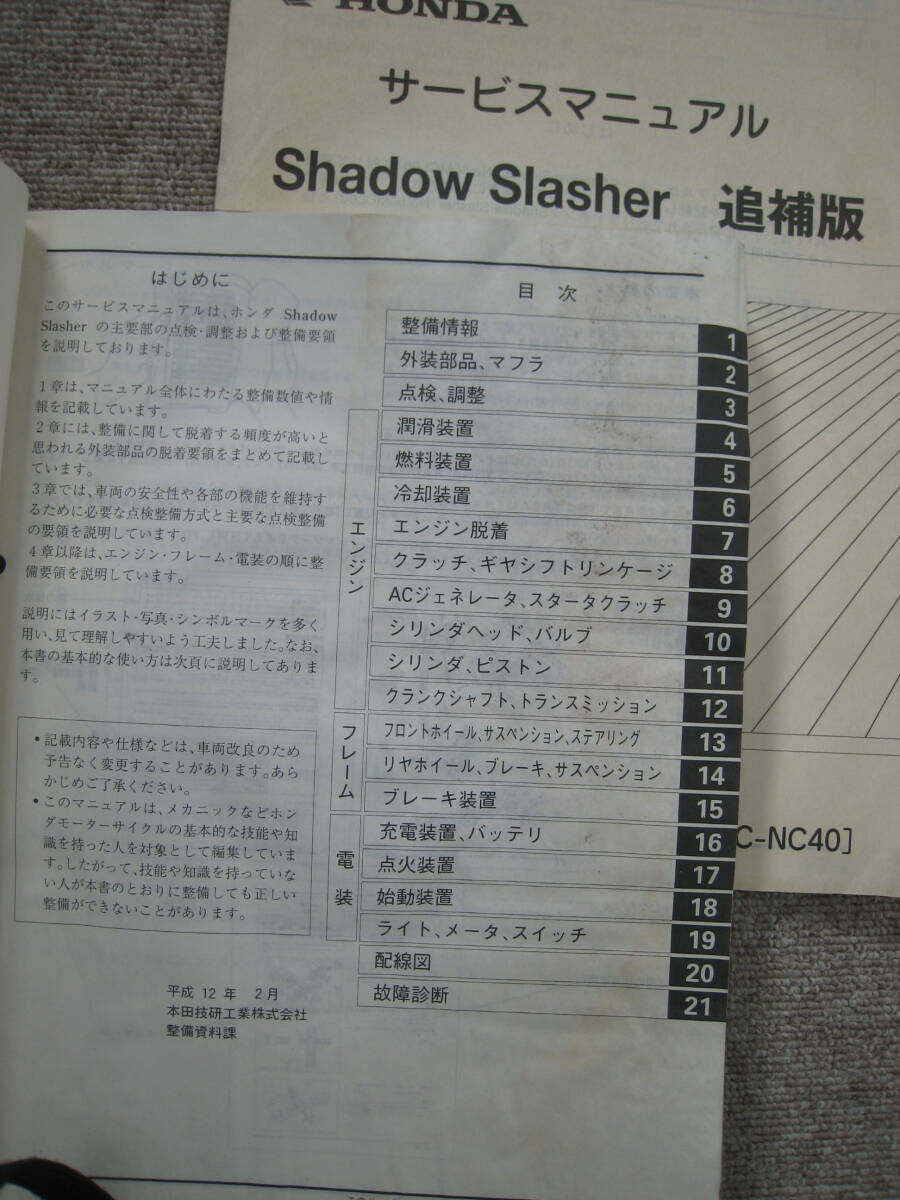 HONDA
サービスマニュアル
Shadow Slasher 追補版
C-NC40]
はじめに
このサービスマニュアルは、ホンダ Shadow
Slasher の主要部の点検・調整および整備要領
を説明しております。
1章は、マニュアル全体にわたる整備数値や情
報を記載しています。
2章には、整備に関して脱着する頻度が高いと
思われる外装部品の脱着要領をまとめて記載し
ています。
3章では、車両の安全性や各部の機能を維持す
るために必要な点検整備方式と主要な点検整備
の要領を説明しています。
4章以降は、エンジン・フレーム・電装の順に整
備要領を説明しています。
説明にはイラスト・写真・シンボルマークを多く
用い、見て理解しやすいよう工夫しました。なお、
本書の基本的な使い方は次頁に説明してありま
す。
• 記載内容や仕様などは、車両改良のため
予告なく変更することがあります。あら
かじめご了承ください。
• このマニュアルは、メカニックなどホン
ダモーターサイクルの基本的な技能や知
識を持った人を対象として編集していま
す。したがって、技能や知識を持っていな
い人が本書のとおりに整備しても正しい
整備ができないことがあります。
平成 12 年 2月
本田技研工業株式会社
整備資料課
目 次
整備情報 1
外装部品、マフラ 2
点検、調整 3
エンジン
潤滑装置 4
燃料装置 5
冷却装置 6
エンジン脱着 7
クラッチ、ギヤシフトリンケージ 8
ACジェネレータ、スタータクラッチ 9
シリンダヘッド、バルブ 10
シリンダ、ピストン 11
クランクシャフト、トランスミッション 12
フレーム
フロントホイール、サスペンション、ステアリング 13
リヤホイール、ブレーキ、サスペンション 14
ブレーキ装置 15
電装
充電装置、バッテリ 16
点火装置 17
始動装置 18
ライト、メータ、スイッチ 19
配線図 20
故障診断 21